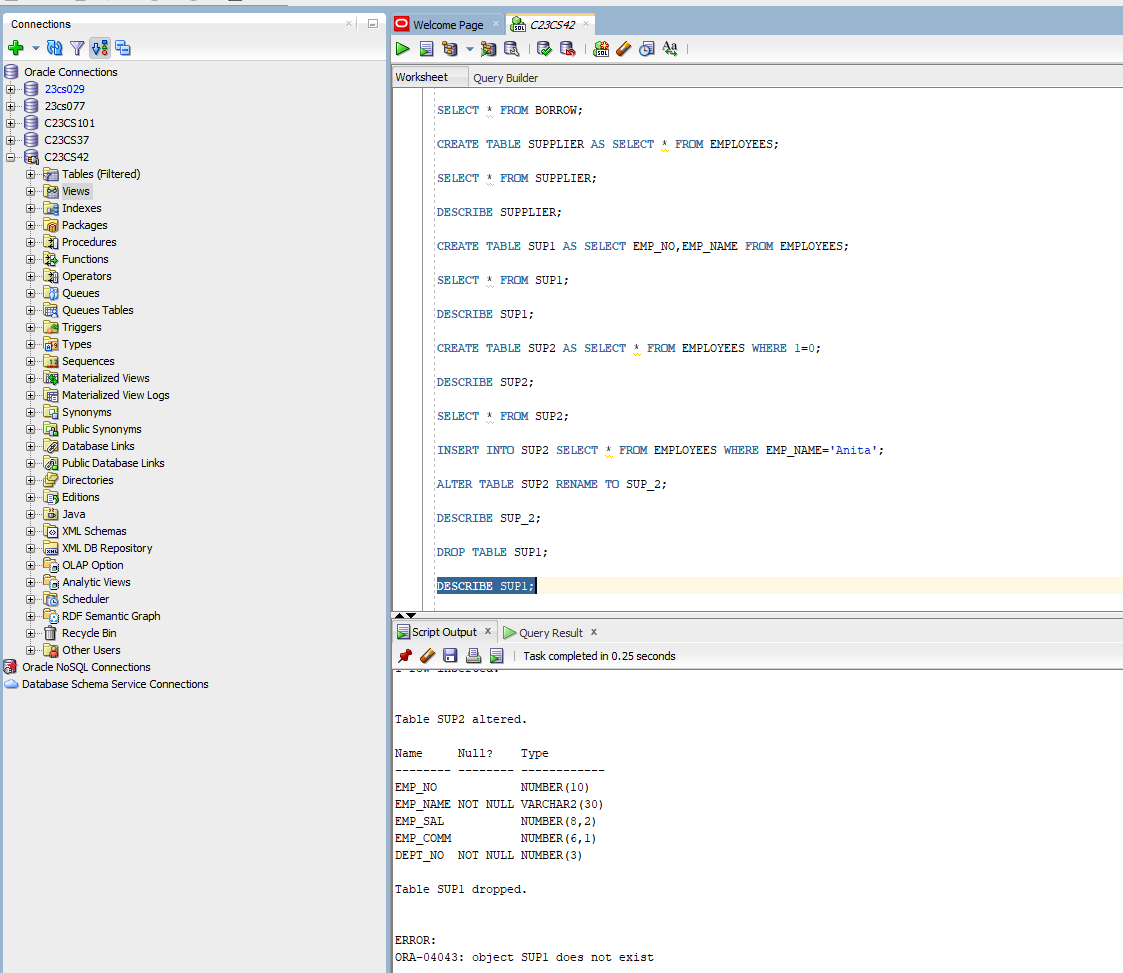 Connections
Oracle Connections
23cs029
23cs077
C23CS101
C23CS37
C23CS42
Tables (Filtered)
Views
Indexes
Packages
Procedures
Functions
Operators
Queues
Queues Tables
Triggers
Types
Sequences
Materialized Views
Materialized View Logs
Synonyms
Public Synonyms
Database Links
Public Database Links
Directories
Editions
Java
XML Schemas
XML DB Repository
OLAP Option
Analytic Views
Scheduler
RDF Semantic Graph
Recycle Bin
Other Users
Oracle NoSQL Connections
Database Schema Service Connections
Welcome Page C23CS42
Worksheet Query Builder
SELECT * FROM BORROW;
CREATE TABLE SUPPLIER AS SELECT * FROM EMPLOYEES;
SELECT * FROM SUPPLIER;
DESCRIBE SUPPLIER;
CREATE TABLE SUP1 AS SELECT EMP_NO,EMP_NAME FROM EMPLOYEES;
SELECT * FROM SUP1;
DESCRIBE SUP1;
CREATE TABLE SUP2 AS SELECT * FROM EMPLOYEES WHERE 1=0;
DESCRIBE SUP2;
SELECT * FROM SUP2;
INSERT INTO SUP2 SELECT * FROM EMPLOYEES WHERE EMP_NAME='Anita';
ALTER TABLE SUP2 RENAME TO SUP_2;
DESCRIBE SUP_2;
DROP TABLE SUP1;
DESCRIBE SUP1;
Script Output x Query Result x
Task completed in 0.25 seconds
1 row inserted.
Table SUP2 altered.
Name Null? Type
-------- -------- ------------
EMP_NO NUMBER(10)
EMP_NAME NOT NULL VARCHAR2(30)
EMP_SAL NUMBER(8,2)
EMP_COMM NUMBER(6,1)
DEPT_NO NOT NULL NUMBER(3)
Table SUP1 dropped.
ERROR:
ORA-04043: object SUP1 does not exist